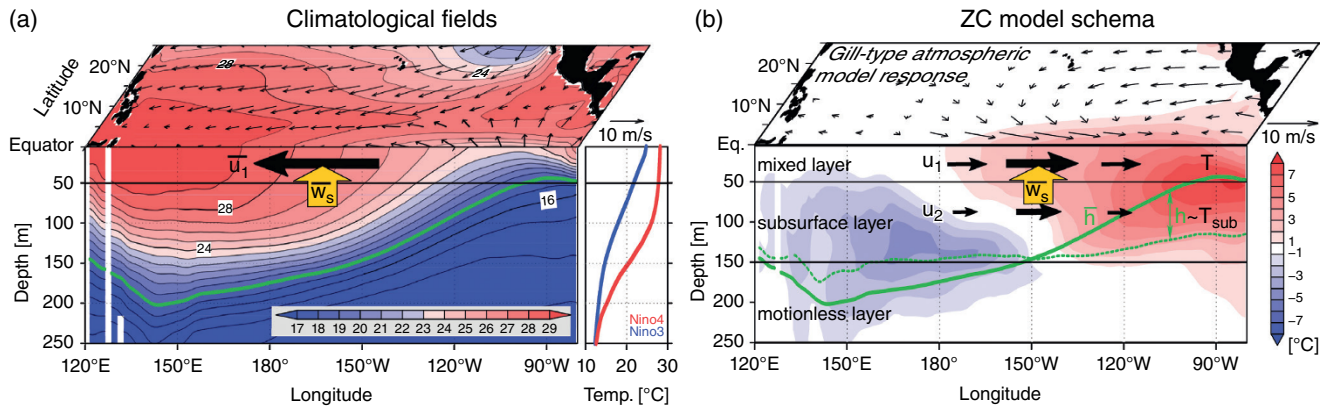 (a)
Climatological fields
Latitude
20°N
10°N
Equator
28
24
10 m/s
u̅₁
w̅ₛ
28
24
16
50
100
150
200
250
Depth [m]
17 18 19 20 21 22 23 24 25 26 27 28 29
Nino4
Nino3
120°E 150°E 180° 150°W 120°W 90°W
Longitude
10 20 30
Temp. [°C]
(b)
ZC model schema
Gill-type atmospheric
model response
20°N
10°N
Eq.
10 m/s
mixed layer
u₁
T
w̅ₛ
u₂
h̅
h~T_sub
subsurface layer
motionless layer
50
100
150
200
250
Depth [m]
120°E 150°E 180° 150°W 120°W 90°W
Longitude
7
5
3
1
−1
−3
−5
−7
[°C]